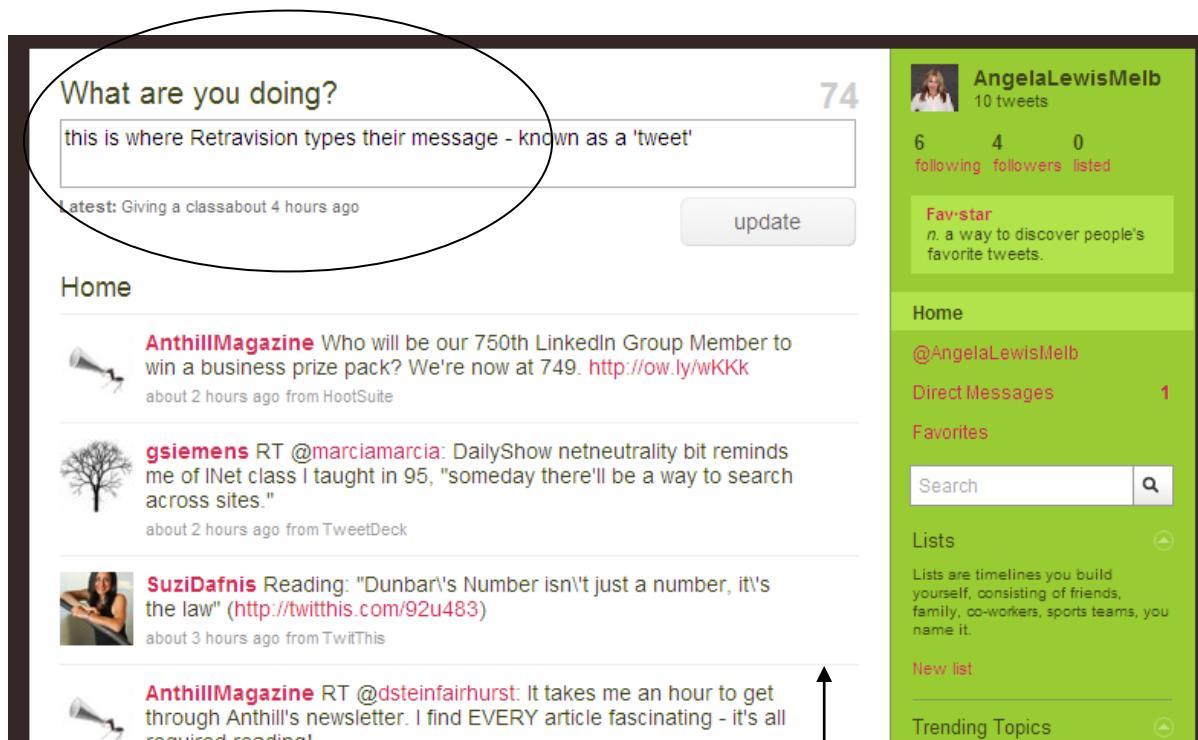 What are you doing?
74
this is where Retravision types their message - known as a 'tweet'
Latest: Giving a classabout 4 hours ago
update
Home
AnthillMagazine Who will be our 750th LinkedIn Group Member to
win a business prize pack? We're now at 749. http://ow.ly/wKKk
about 2 hours ago from HootSuite
gsiemens RT @marciamarcia: DailyShow netneutrality bit reminds
me of INet class I taught in 95, "someday there'll be a way to search
across sites."
about 2 hours ago from TweetDeck
SuziDafnis Reading: "Dunbar\'s Number isn\'t just a number, it\'s
the law" (http://twitthis.com/92u483)
about 3 hours ago from TwitThis
AnthillMagazine RT @dsteinfairhurst: It takes me an hour to get
through Anthill's newsletter. I find EVERY article fascinating - it's all
required reading!
AngelaLewisMelb
10 tweets
6 4 0
following followers listed
Fav·star
n. a way to discover people's
favorite tweets.
Home
@AngelaLewisMelb
Direct Messages 1
Favorites
Search
Lists
Lists are timelines you build
yourself, consisting of friends,
family, co-workers, sports teams, you
name it.
New list
Trending Topics